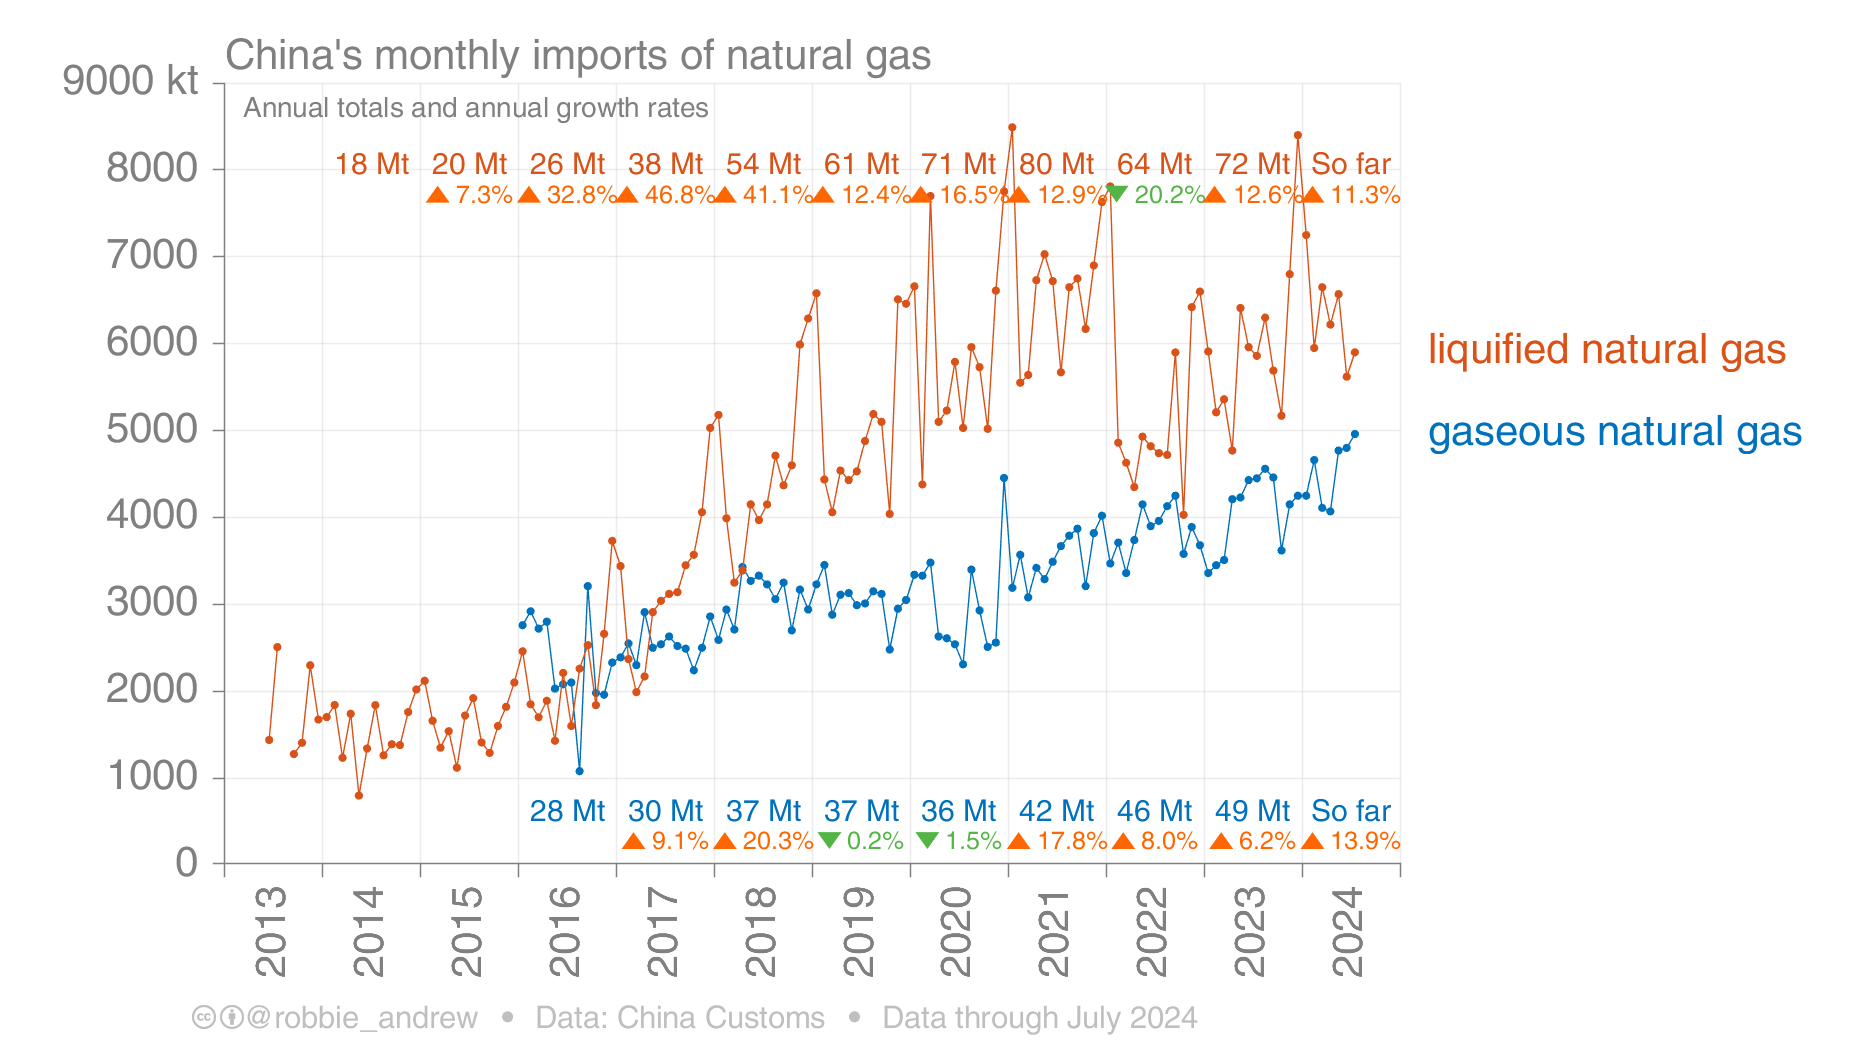 China's monthly imports of natural gas
9000 kt
Annual totals and annual growth rates
18 Mt 20 Mt 26 Mt 38 Mt 54 Mt 61 Mt 71 Mt 80 Mt 64 Mt 72 Mt So far
8000
7.3% 32.8% 46.8% 41.1% 12.4% 16.5% 12.9% 20.2% 12.6% 11.3%
7000
6000
liquified natural gas
5000
gaseous natural gas
4000
3000
2000
1000
28 Mt 30 Mt 37 Mt 37 Mt 36 Mt 42 Mt 46 Mt 49 Mt So far
9.1% 20.3% 0.2% 1.5% 17.8% 8.0% 6.2% 13.9%
0
2013 2014 2015 2016 2017 2018 2019 2020 2021 2022 2023 2024
cc @robbie_andrew • Data: China Customs • Data through July 2024